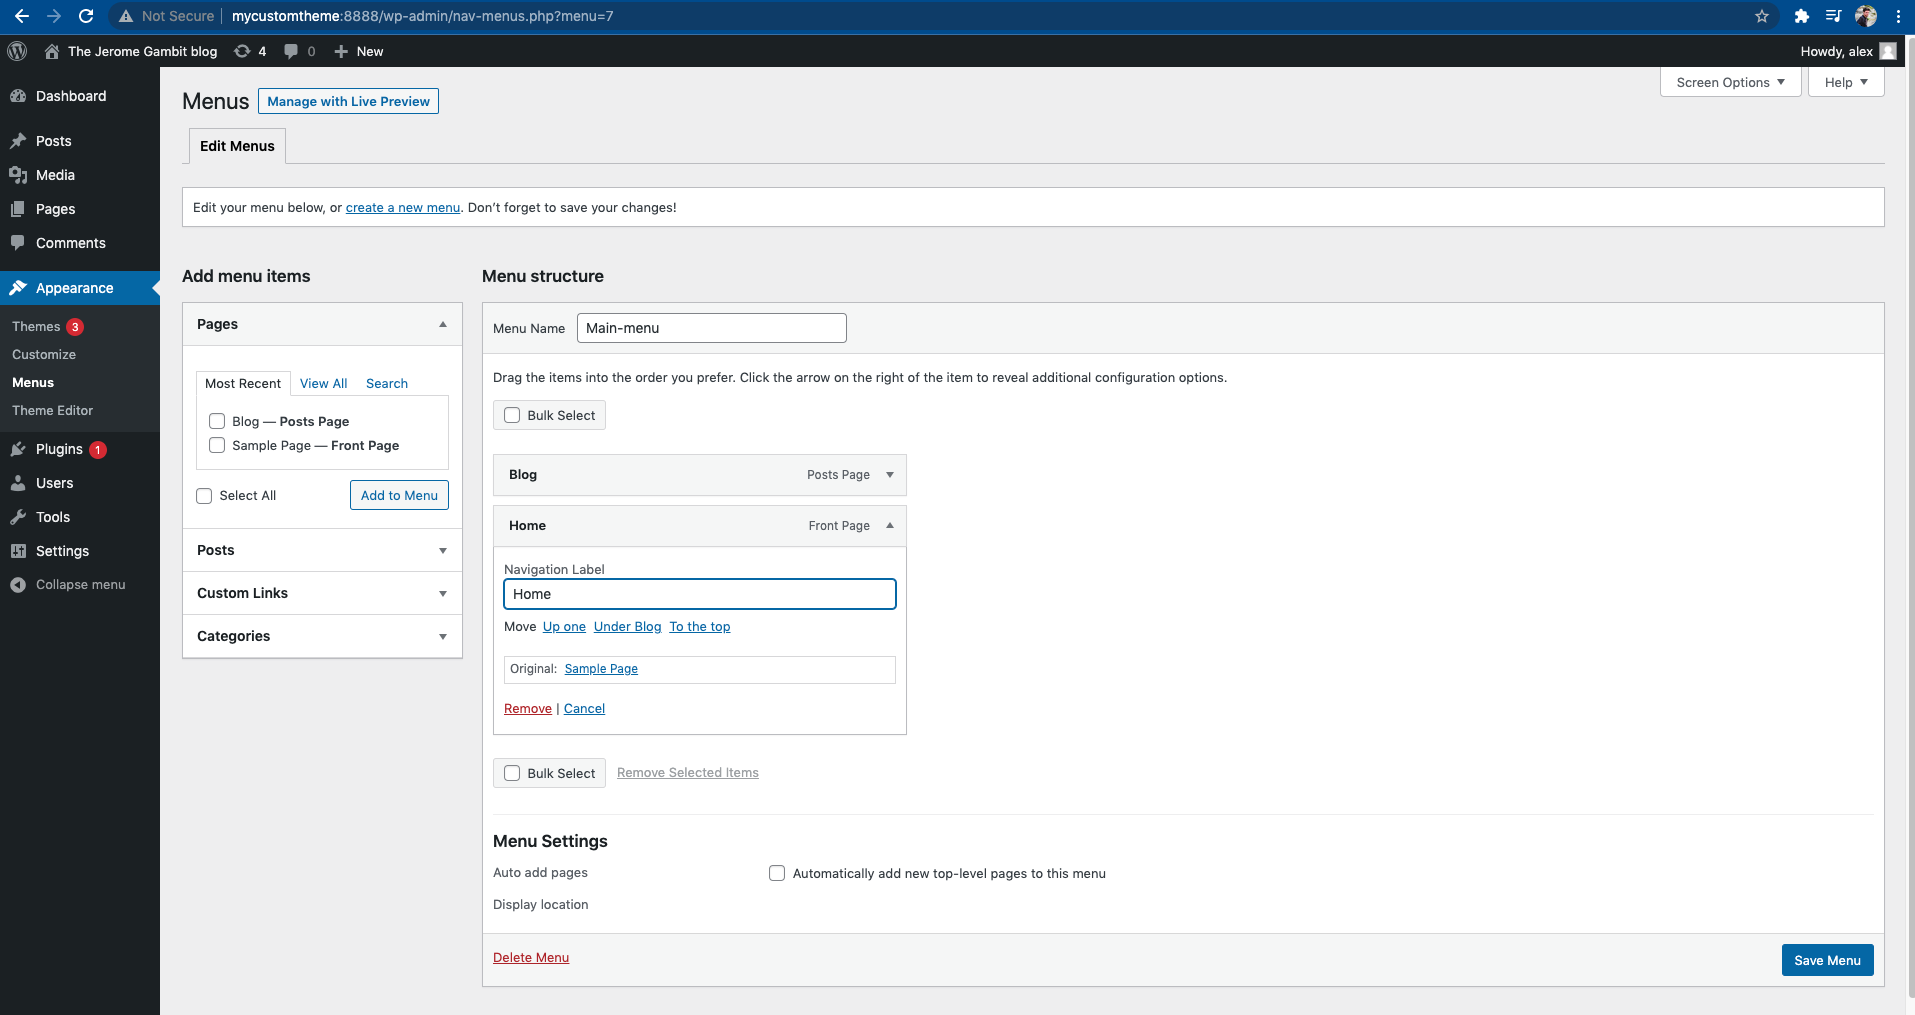 Not Secure mycustomtheme:8888/wp-admin/nav-menus.php?menu=7
The Jerome Gambit blog 4 0 New Howdy, alex
Screen Options Help
Dashboard
Posts
Media
Pages
Comments
Appearance
Themes 3
Customize
Menus
Theme Editor
Plugins 1
Users
Tools
Settings
Collapse menu
Menus Manage with Live Preview
Edit Menus
Edit your menu below, or create a new menu. Don't forget to save your changes!
Add menu items
Pages
Most Recent View All Search
Blog — Posts Page
Sample Page — Front Page
Select All Add to Menu
Posts
Custom Links
Categories
Menu structure
Menu Name Main-menu
Drag the items into the order you prefer. Click the arrow on the right of the item to reveal additional configuration options.
Bulk Select
Blog Posts Page
Home Front Page
Navigation Label
Home
Move Up one Under Blog To the top
Original: Sample Page
Remove | Cancel
Bulk Select Remove Selected Items
Menu Settings
Auto add pages Automatically add new top-level pages to this menu
Display location
Delete Menu Save Menu